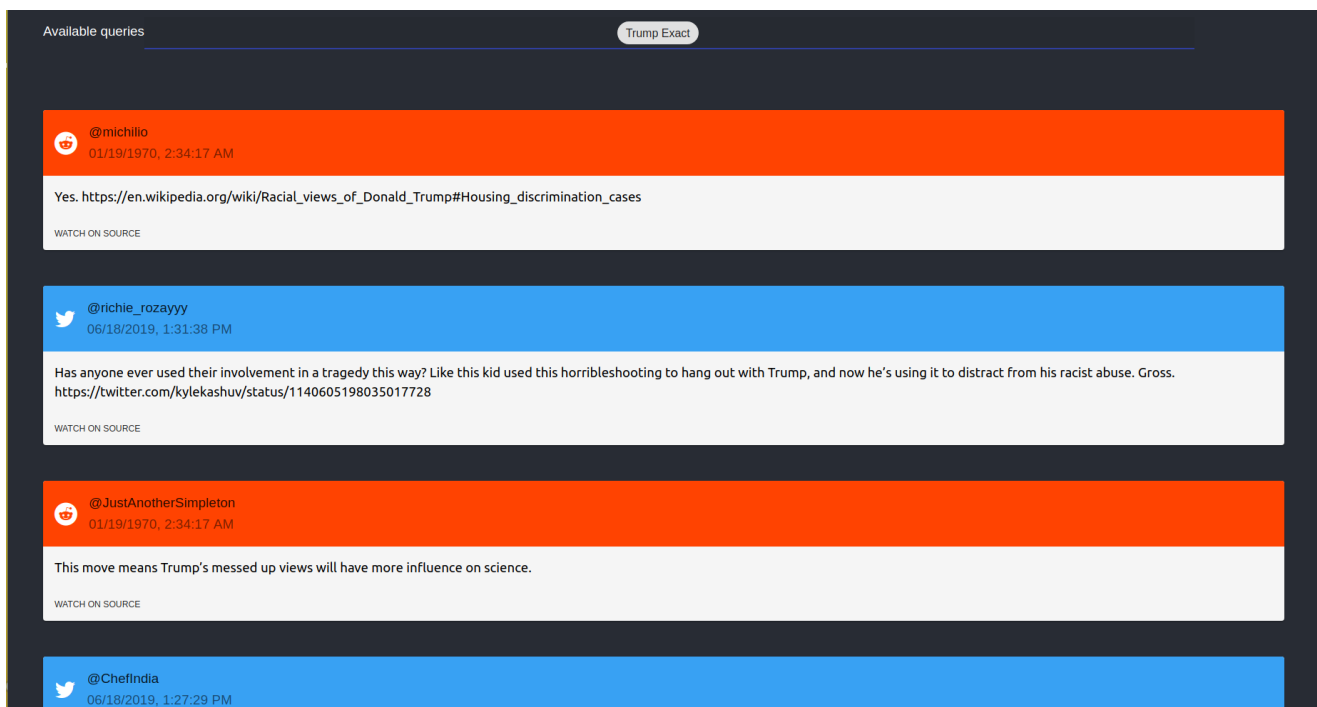 Available queries Trump Exact
@michilio
01/19/1970, 2:34:17 AM
Yes. https://en.wikipedia.org/wiki/Racial_views_of_Donald_Trump#Housing_discrimination_cases
WATCH ON SOURCE
@richie_rozayyy
06/18/2019, 1:31:38 PM
Has anyone ever used their involvement in a tragedy this way? Like this kid used this horribleshooting to hang out with Trump, and now he’s using it to distract from his racist abuse. Gross.
https://twitter.com/kylekashuv/status/1140605198035017728
WATCH ON SOURCE
@JustAnotherSimpleton
01/19/1970, 2:34:17 AM
This move means Trump’s messed up views will have more influence on science.
WATCH ON SOURCE
@ChefIndia
06/18/2019, 1:27:29 PM